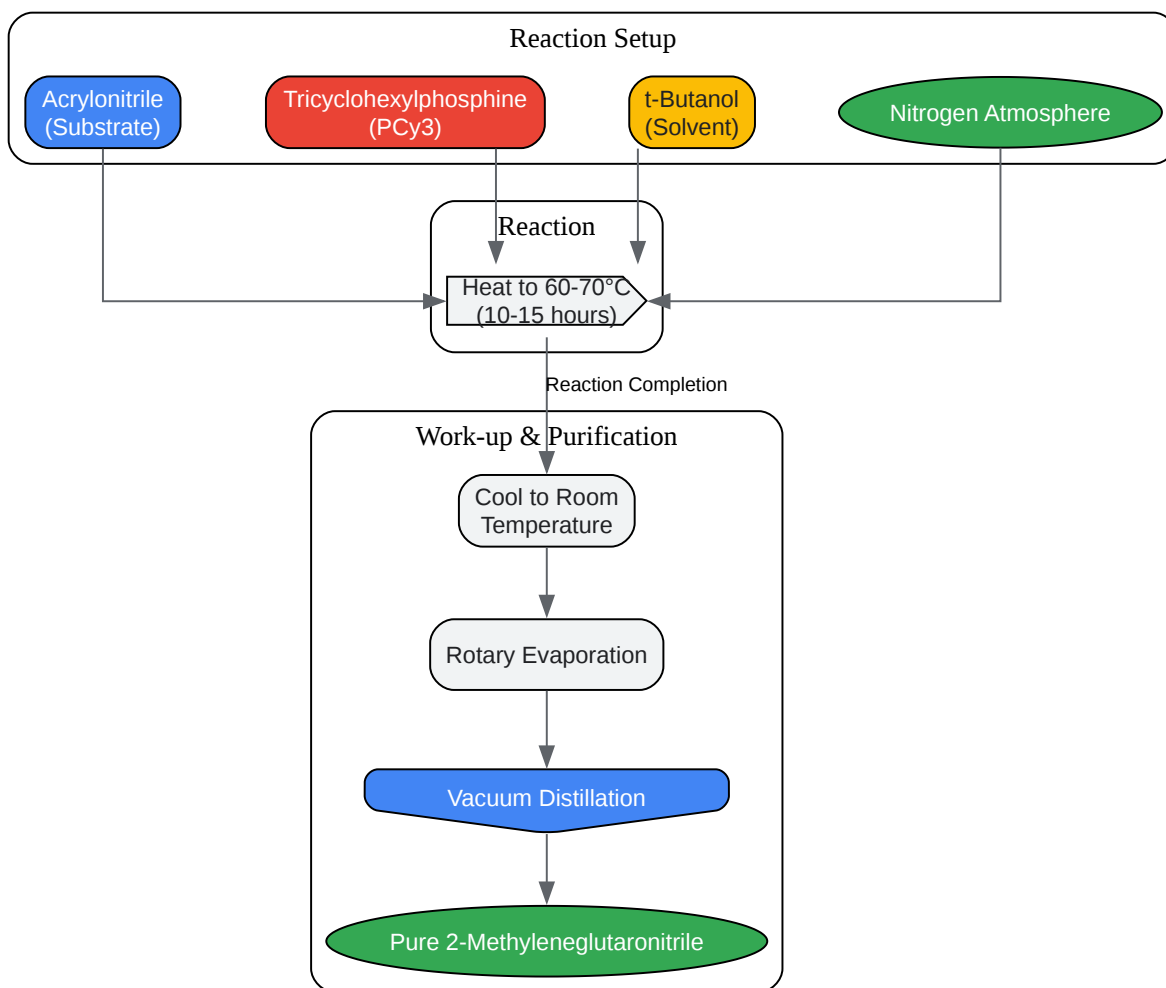 Reaction Setup
Acrylonitrile
(Substrate)
Tricyclohexylphosphine
(PCy3)
t-Butanol
(Solvent)
Nitrogen Atmosphere
Reaction
Heat to 60-70°C
(10-15 hours)
Reaction Completion
Work-up & Purification
Cool to Room
Temperature
Rotary Evaporation
Vacuum Distillation
Pure 2-Methyleneglutaronitrile